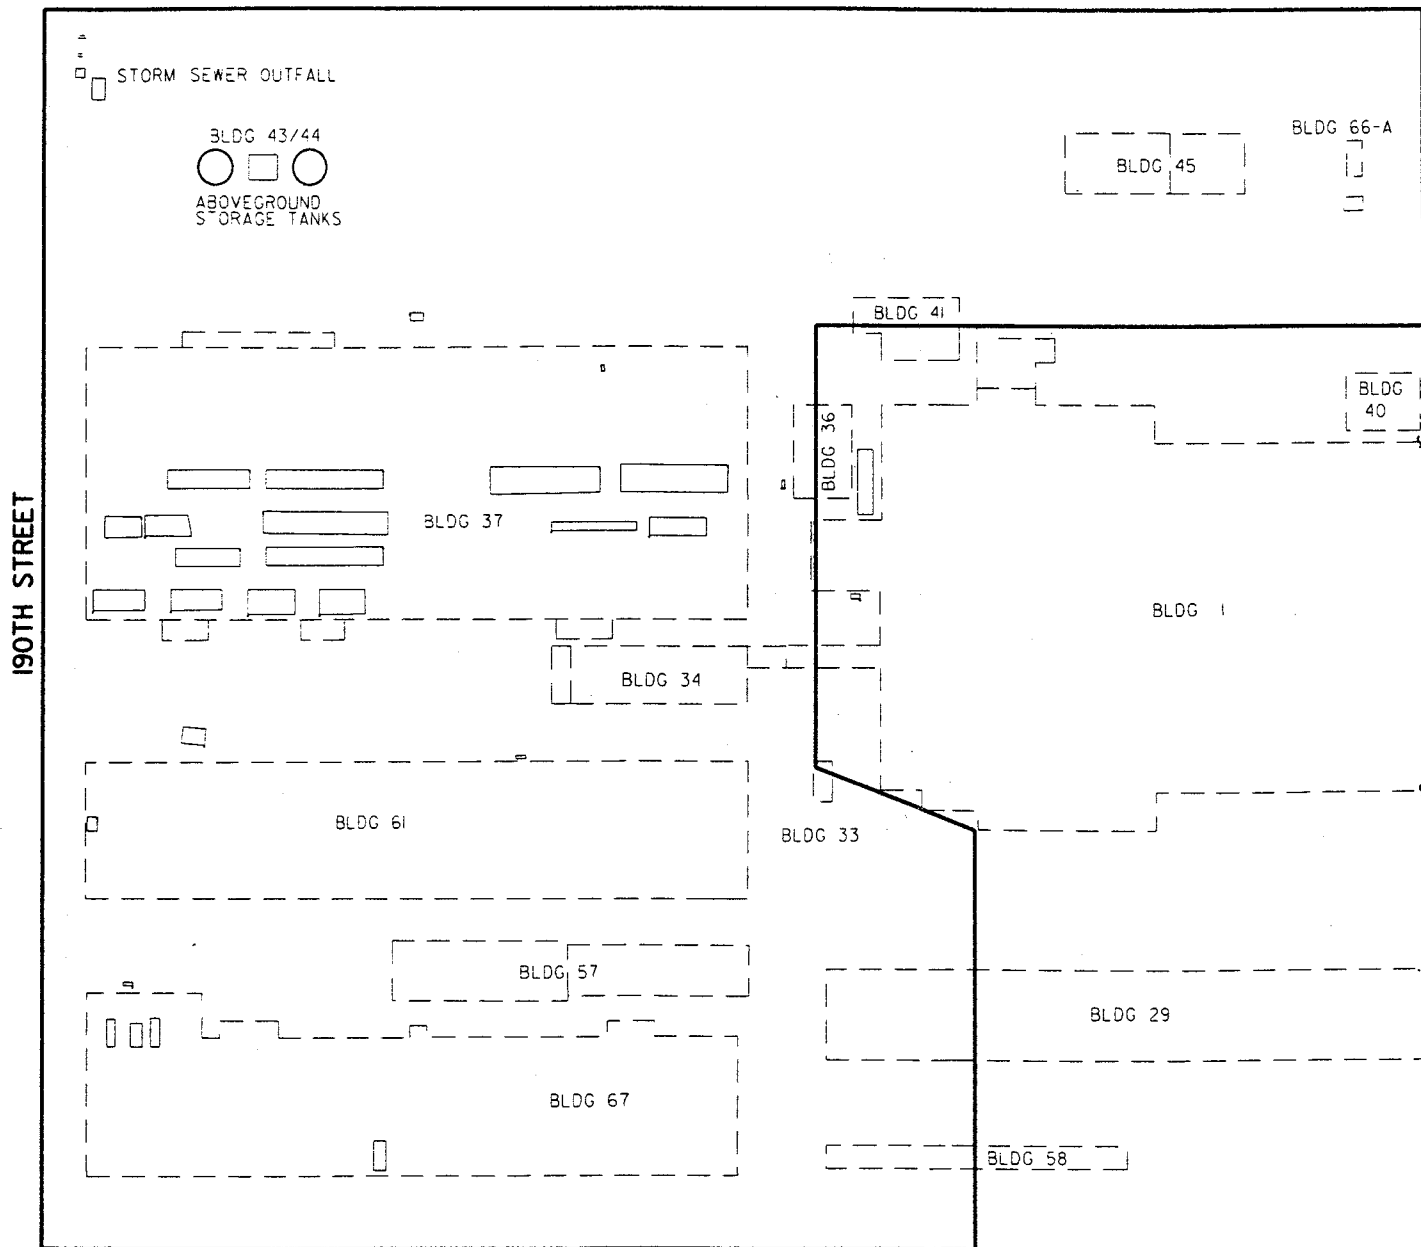 STORM SEWER OUTFALL
BLDG 43/44
ABOVEGROUND
STORAGE TANKS
BLDG 66-A
BLDG 45
BLDG 41
BLDG
40
BLDG 36
BLDG 37
190TH STREET
BLDG 1
BLDG 34
BLDG 61
BLDG 33
BLDG 57
BLDG 29
BLDG 67
BLDG 58